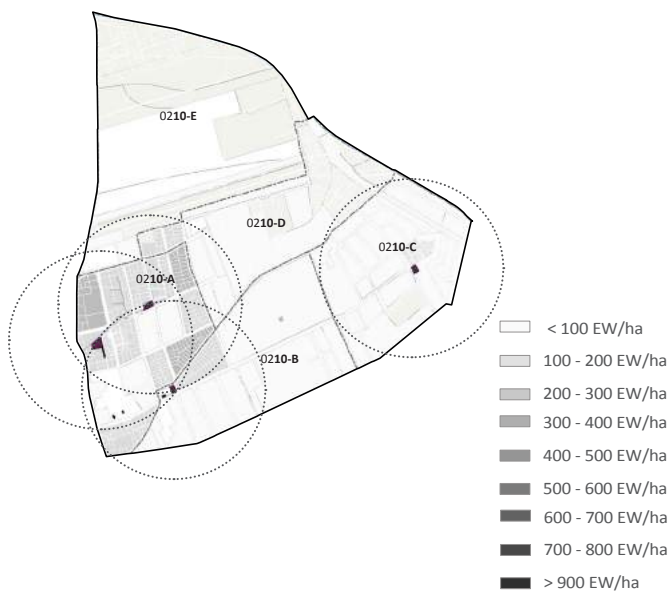 0210-E
0210-D
0210-C
0210-A
0210-B
< 100 EW/ha
100 - 200 EW/ha
200 - 300 EW/ha
300 - 400 EW/ha
400 - 500 EW/ha
500 - 600 EW/ha
600 - 700 EW/ha
700 - 800 EW/ha
> 900 EW/ha